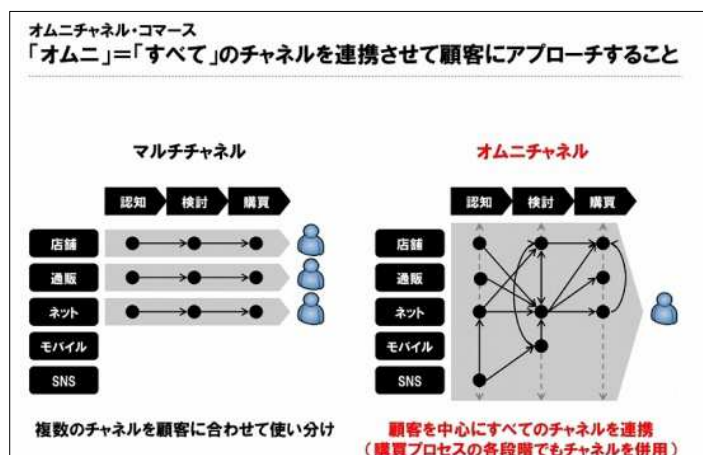 オムニチャネル・コマース
「オムニ」＝「すべて」のチャネルを連携させて顧客にアプローチすること
マルチチャネル
認知
検討
購買
店舗
通販
ネット
モバイル
SNS
複数のチャネルを顧客に合わせて使い分け
オムニチャネル
認知
検討
購買
店舗
通販
ネット
モバイル
SNS
顧客を中心にすべてのチャネルを連携
（購買プロセスの各段階でもチャネルを併用）